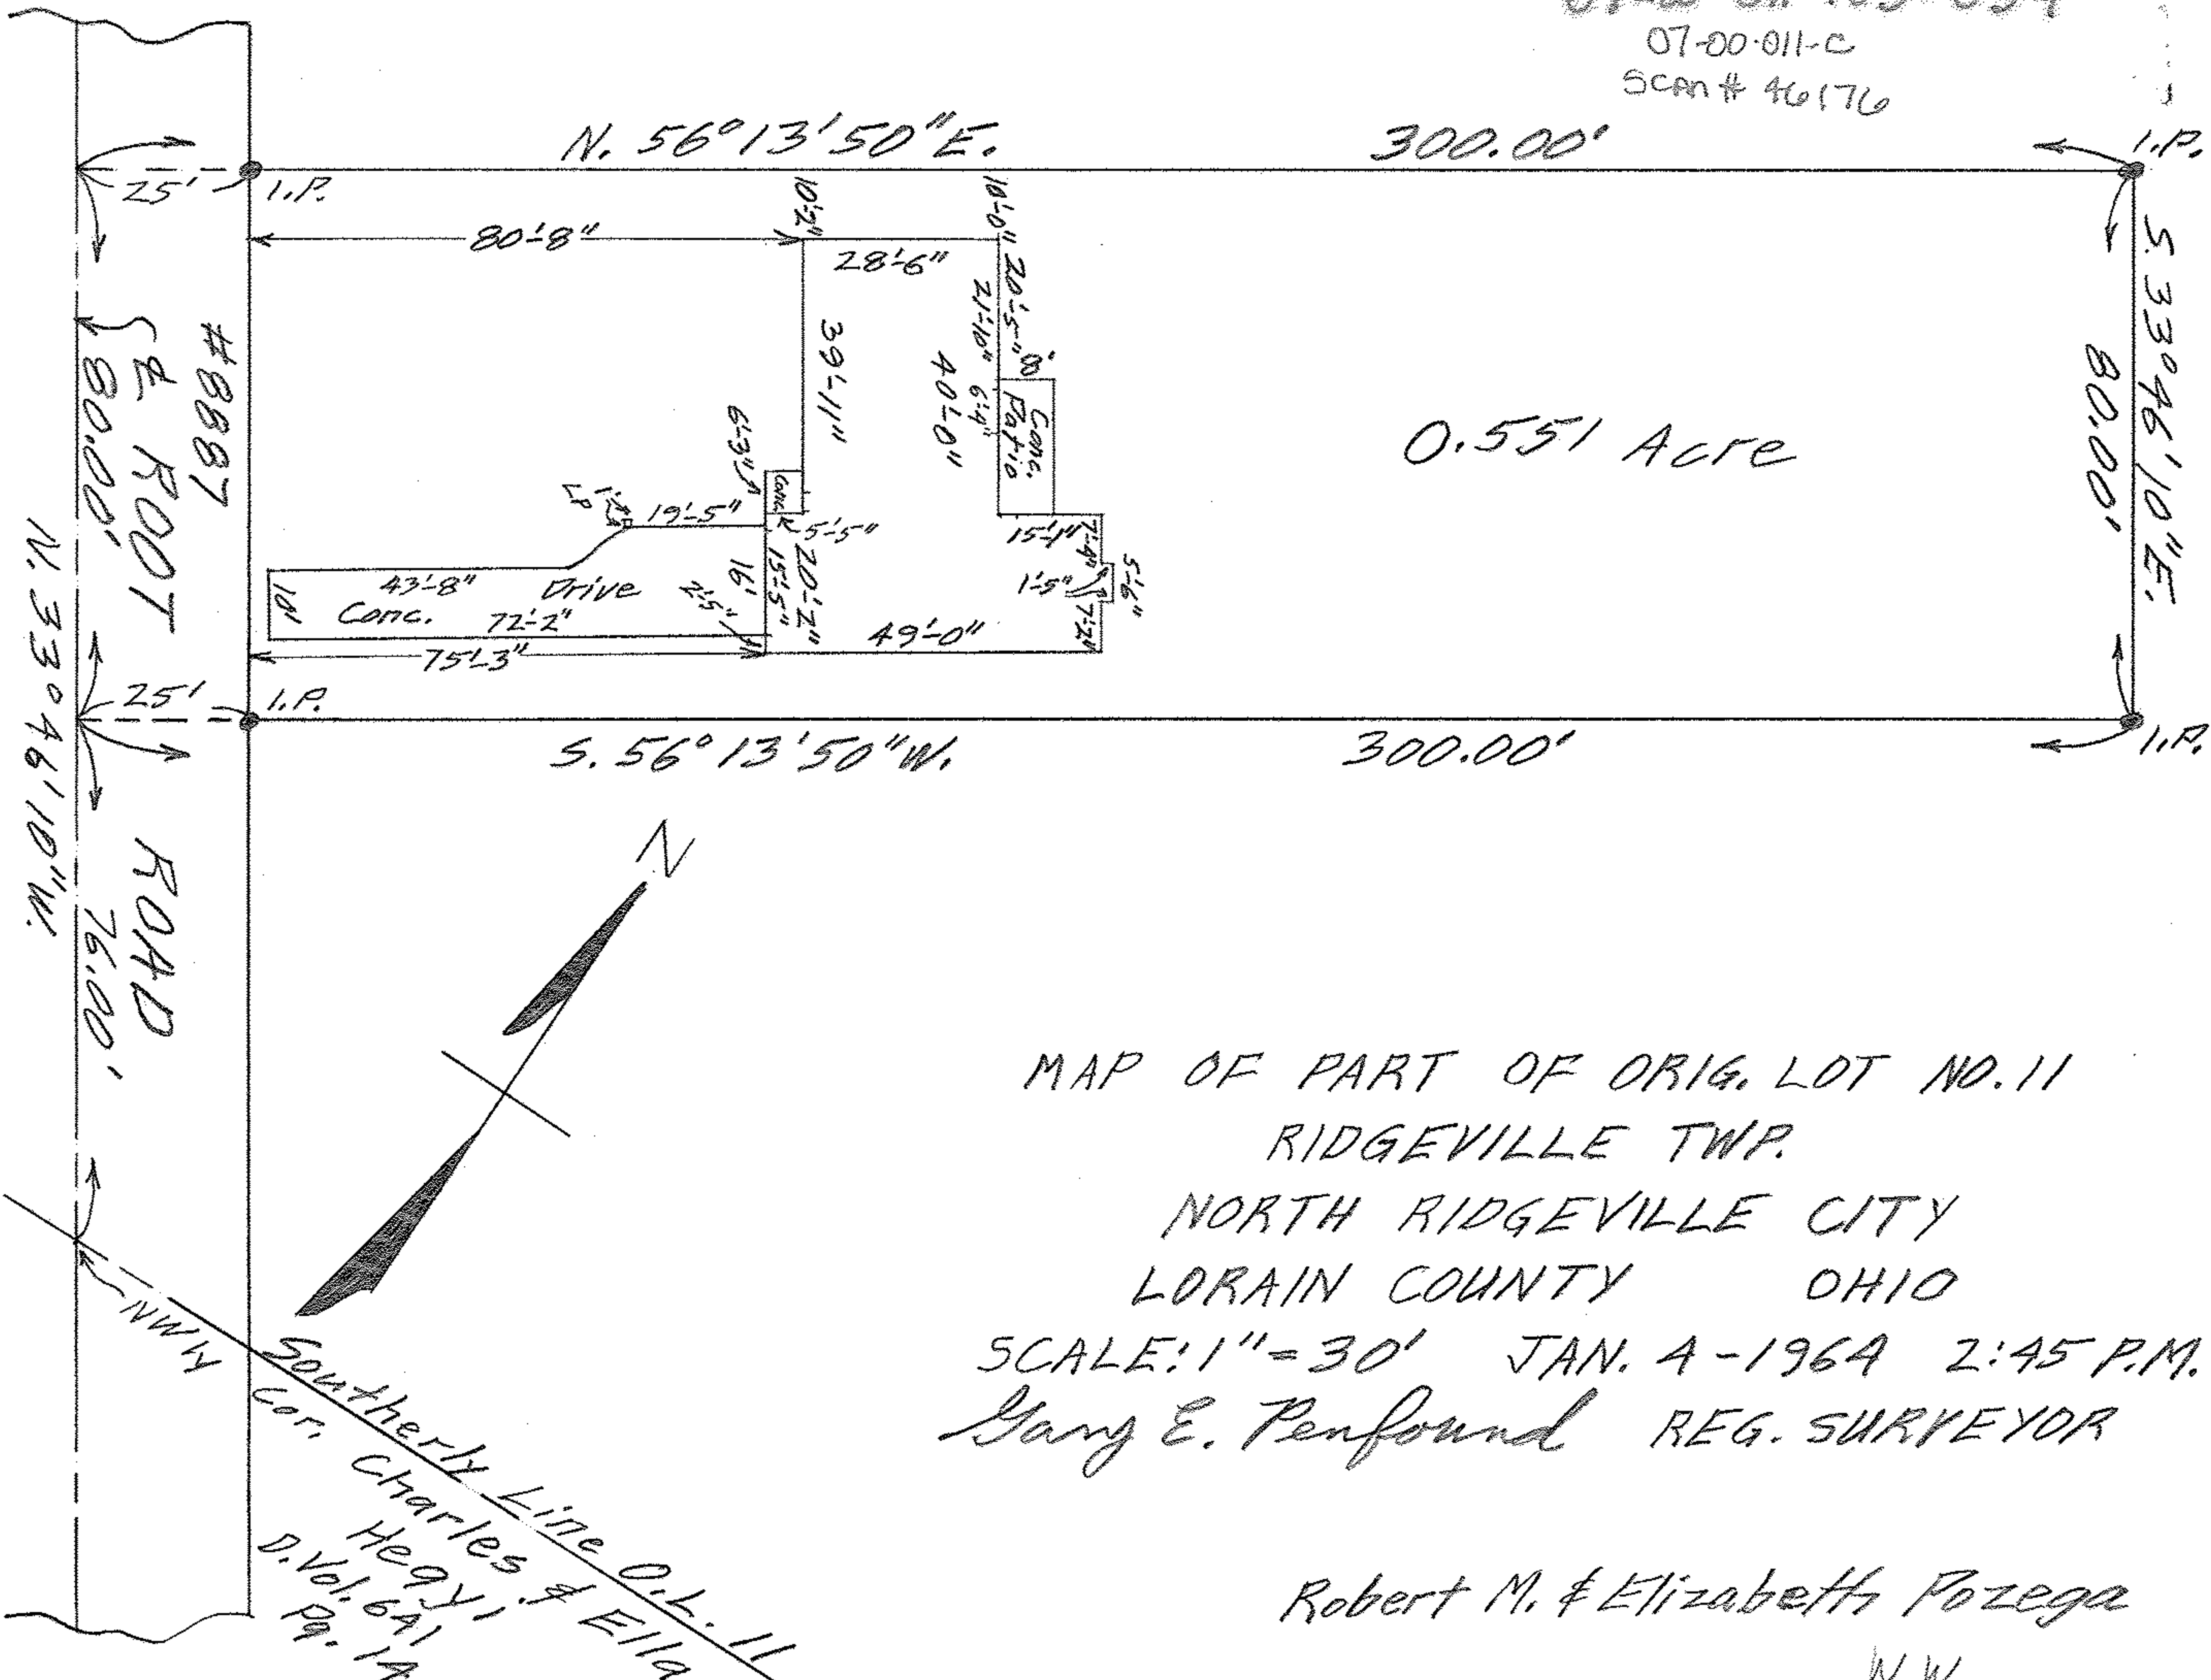 07-00-011-C
Scan # 46176
N. 56° 13' 50" E. 300.00'
I.P.
25' I.P.
80'-8"
10'-2"
28'-6"
10'-0"
20'-5"
21'-10"
8'
6'-4"
Conc.
Patio
39'-11"
40'-0"
#8887
℄ ROOT ROAD
80.00'
76.00'
N. 33° 46' 10" W.
S. 33° 46' 10" E.
80.00'
0.551 Acre
6'-3"
Conc.
L.P.
19'-5"
5'-5"
15'-1"
7'-4"
5'-6"
1'-5"
7'-2"
20'-2"
15'-5"
16'
2'-5"
43'-8" Drive
10'
Conc. 72'-2"
49'-0"
75'-3"
25' I.P.
I.P.
S. 56° 13' 50" W. 300.00'
N
MAP OF PART OF ORIG. LOT NO. 11
RIDGEVILLE TWP.
NORTH RIDGEVILLE CITY
LORAIN COUNTY OHIO
SCALE: 1" = 30' JAN. 4-1964 2:45 P.M.
Gary E. Penfound REG. SURVEYOR
Southerly Line O.L. 11
NWly Cor. Charles & Ella
Hegyi
D. Vol. 641
Pg. 14
Robert M. & Elizabeth Pozega
W.W.